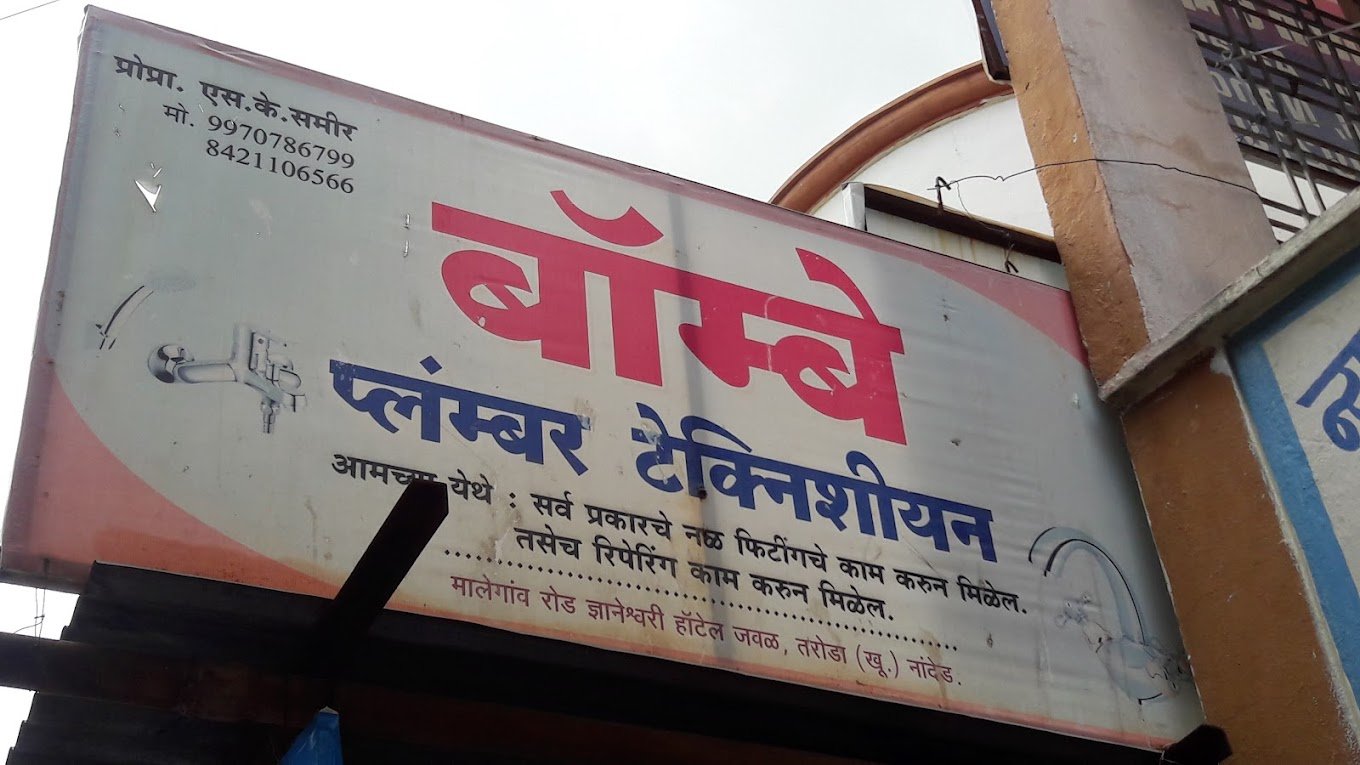 प्रोप्रा. एस.के.समीर
मो. 9970786799
8421106566
बॉम्बे
प्लंम्बर टेक्निशीयन
आमच्या येथे : सर्व प्रकारचे नळ फिटींगचे काम करुन मिळेल.
तसेच रिपेरिंग काम करुन मिळेल.
मालेगांव रोड ज्ञानेश्वरी हॉटेल जवळ, तरोडा (खू.) नांदेड.